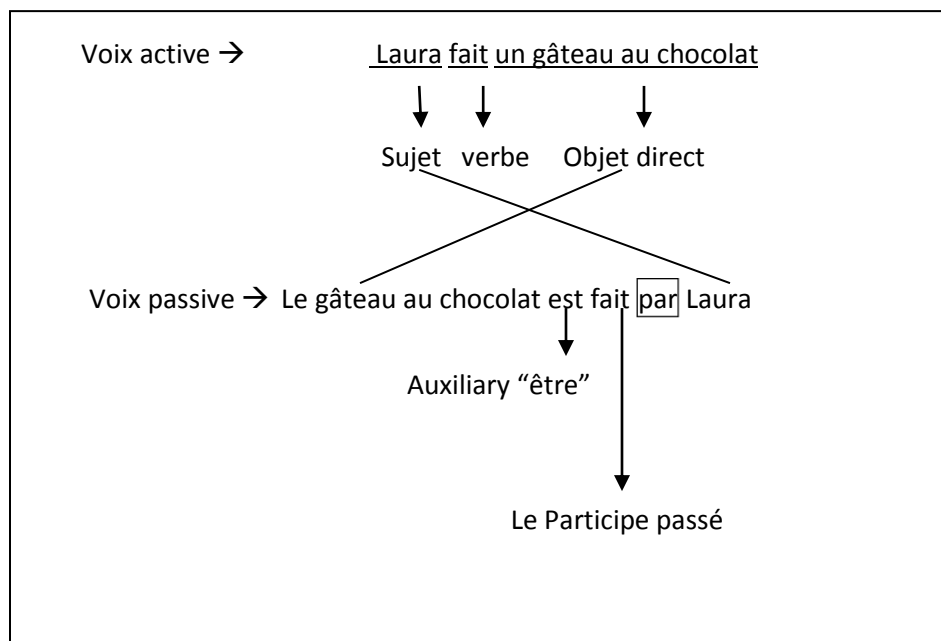 Voix active → Laura fait un gâteau au chocolat
Sujet verbe Objet direct
Voix passive → Le gâteau au chocolat est fait par Laura
Auxiliary “être”
Le Participe passé